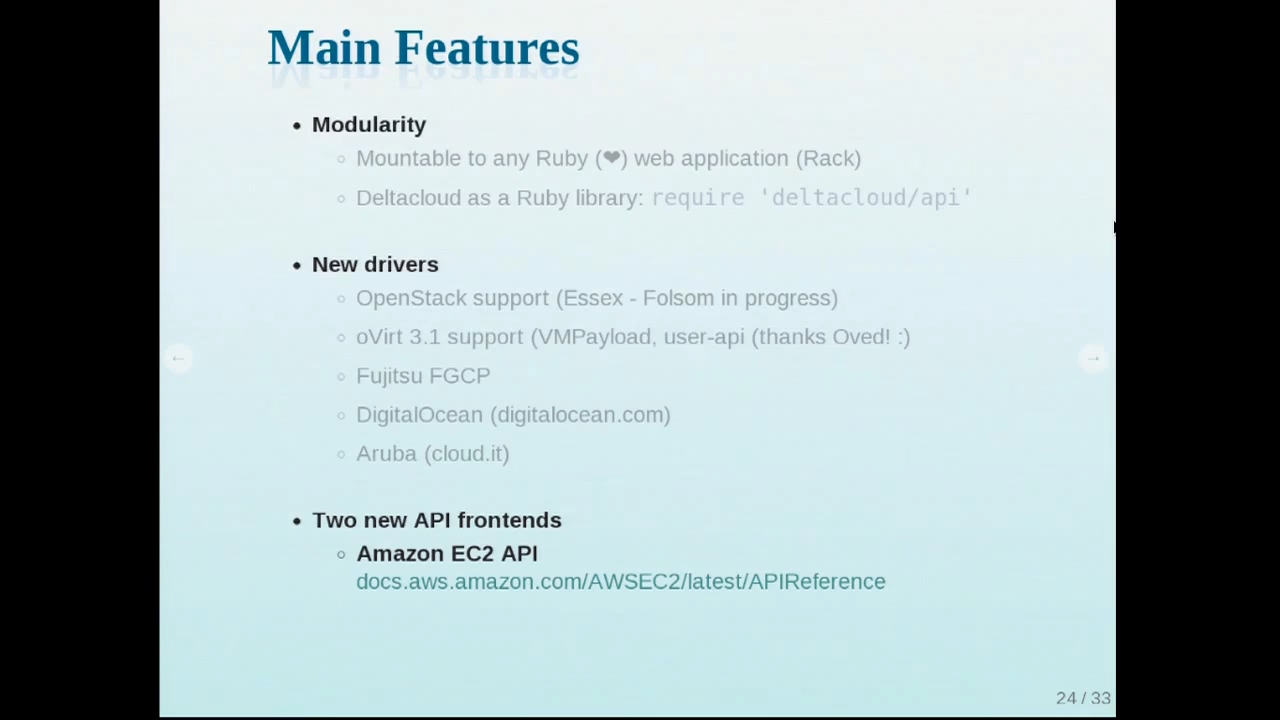 Main Features
• Modularity
◦ Mountable to any Ruby (❤) web application (Rack)
◦ Deltacloud as a Ruby library: require 'deltacloud/api'
• New drivers
◦ OpenStack support (Essex - Folsom in progress)
◦ oVirt 3.1 support (VMPayload, user-api (thanks Oved! :)
◦ Fujitsu FGCP
◦ DigitalOcean (digitalocean.com)
◦ Aruba (cloud.it)
• Two new API frontends
◦ Amazon EC2 API
docs.aws.amazon.com/AWSEC2/latest/APIReference
← →
24 / 33